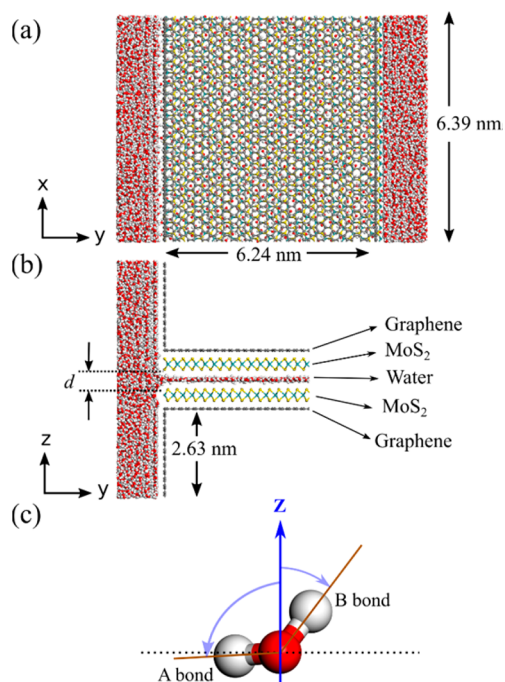 (a)
6.39 nm
x
y
6.24 nm
(b)
Graphene
MoS₂
Water
d
MoS₂
Graphene
2.63 nm
z
y
(c)
Z
B bond
A bond